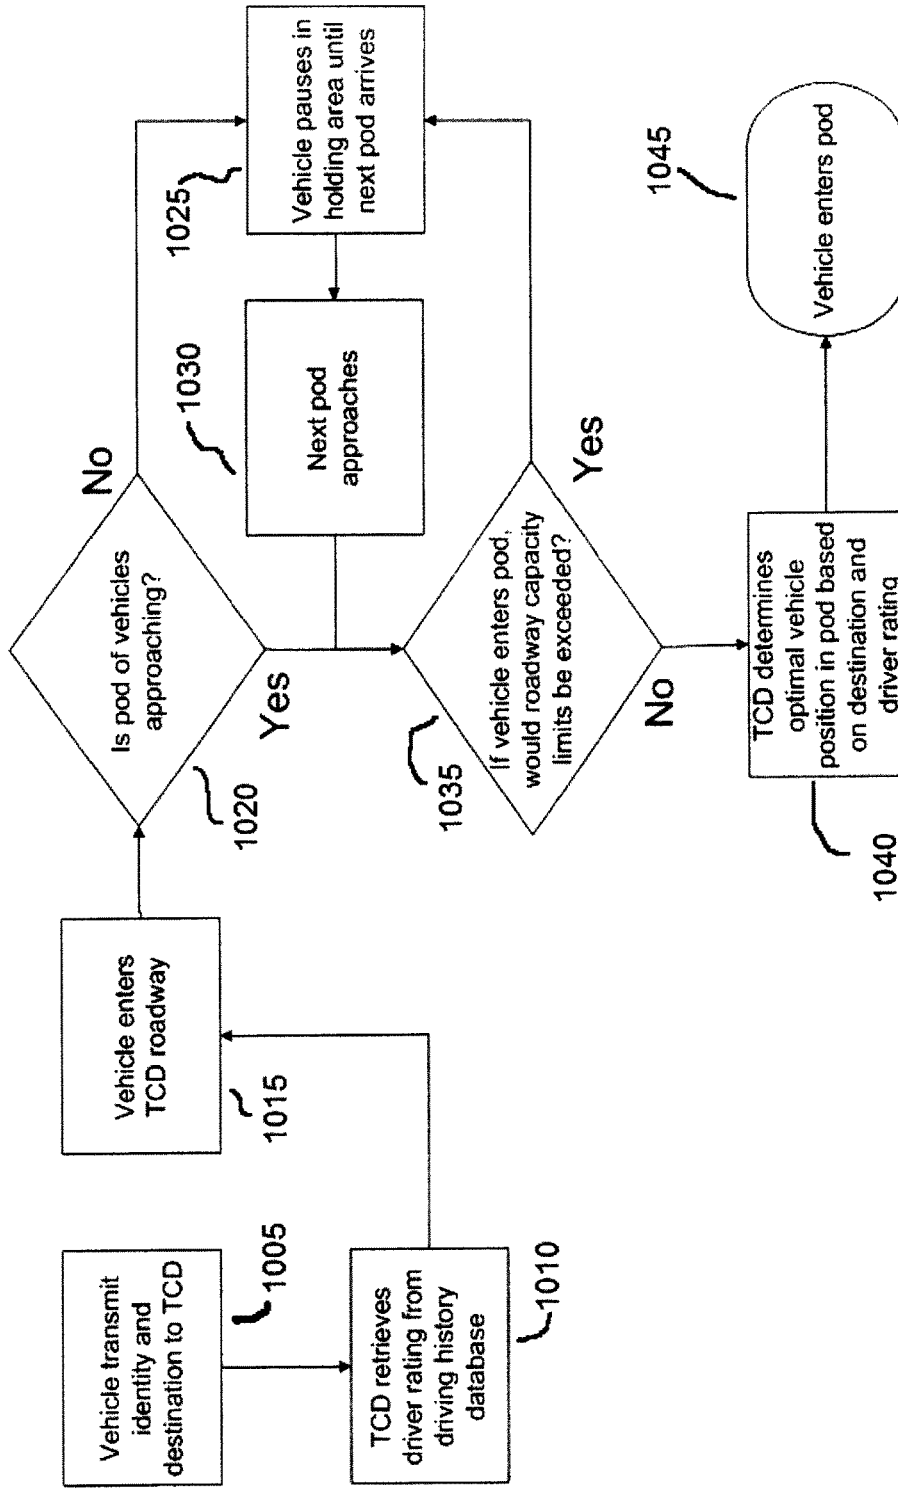 Vehicle transmit
identity and
destination to TCD
1005
TCD retrieves
driver rating from
driving history
database
1010
Vehicle enters
TCD roadway
1015
Is pod of vehicles
approaching?
1020
No
Yes
Vehicle pauses in
holding area until
next pod arrives
1025
Next pod
approaches
1030
If vehicle enters pod,
would roadway capacity
limits be exceeded?
1035
Yes
No
TCD determines
optimal vehicle
position in pod based
on destination and
driver rating
1040
Vehicle enters pod
1045